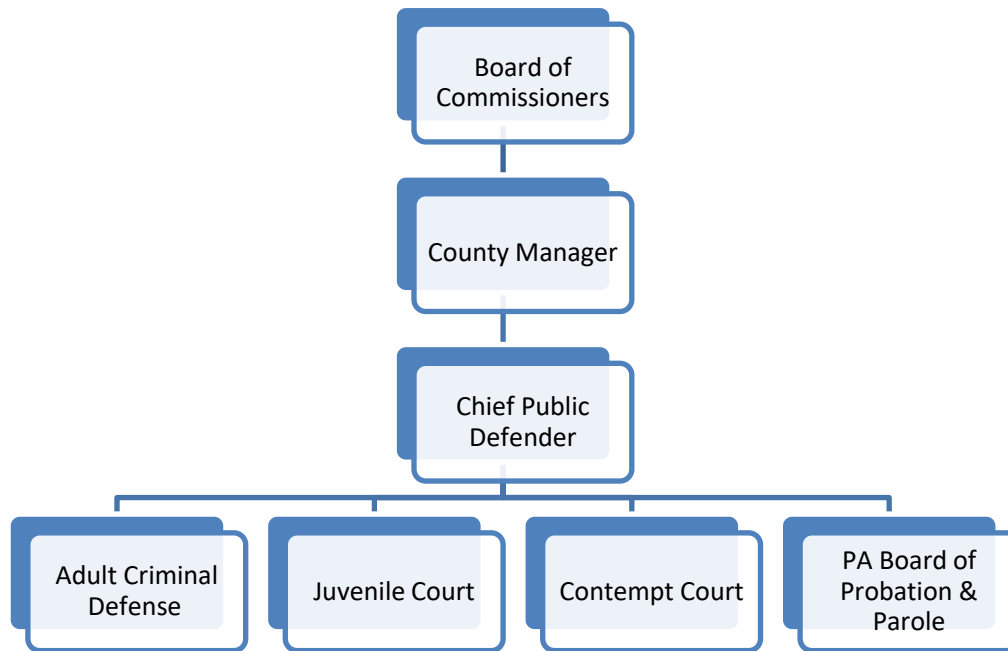 Board of
Commissioners
County Manager
Chief Public
Defender
Adult Criminal
Defense
Juvenile Court
Contempt Court
PA Board of
Probation &
Parole